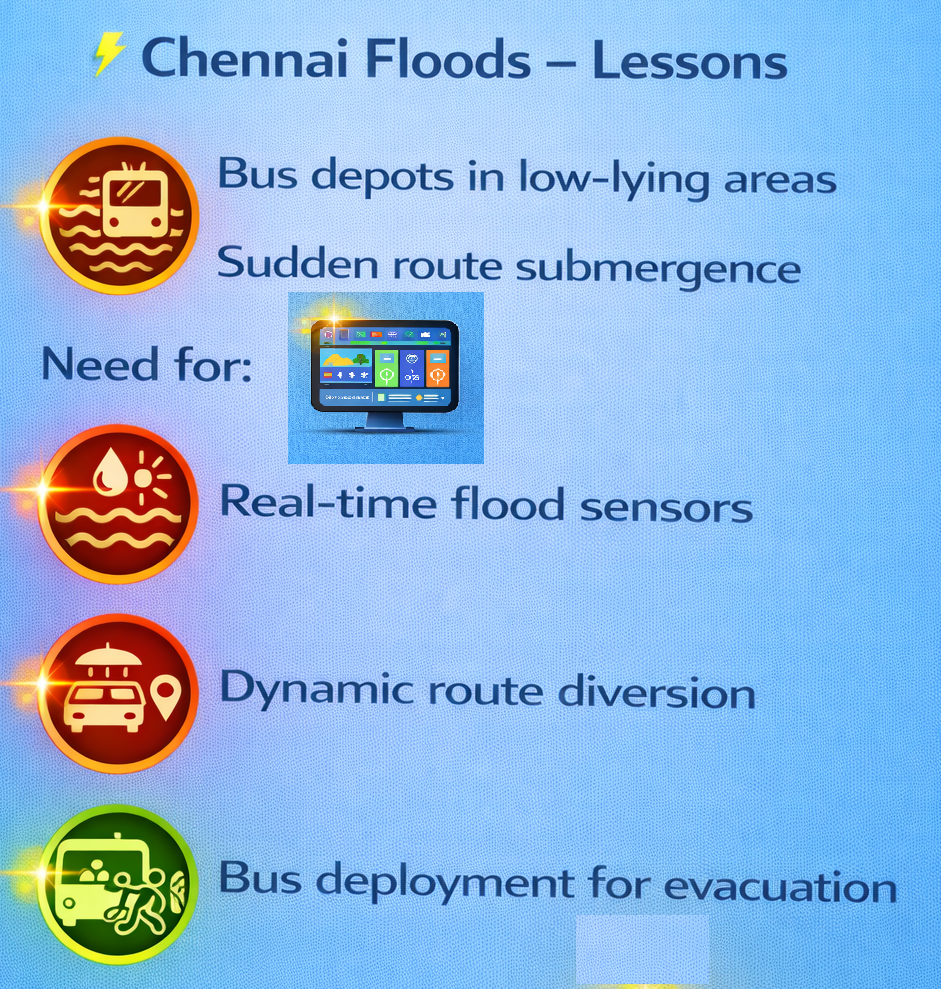 Chennai Floods – Lessons
Bus depots in low-lying areas
Sudden route submergence
Need for:
Real-time flood sensors
Dynamic route diversion
Bus deployment for evacuation